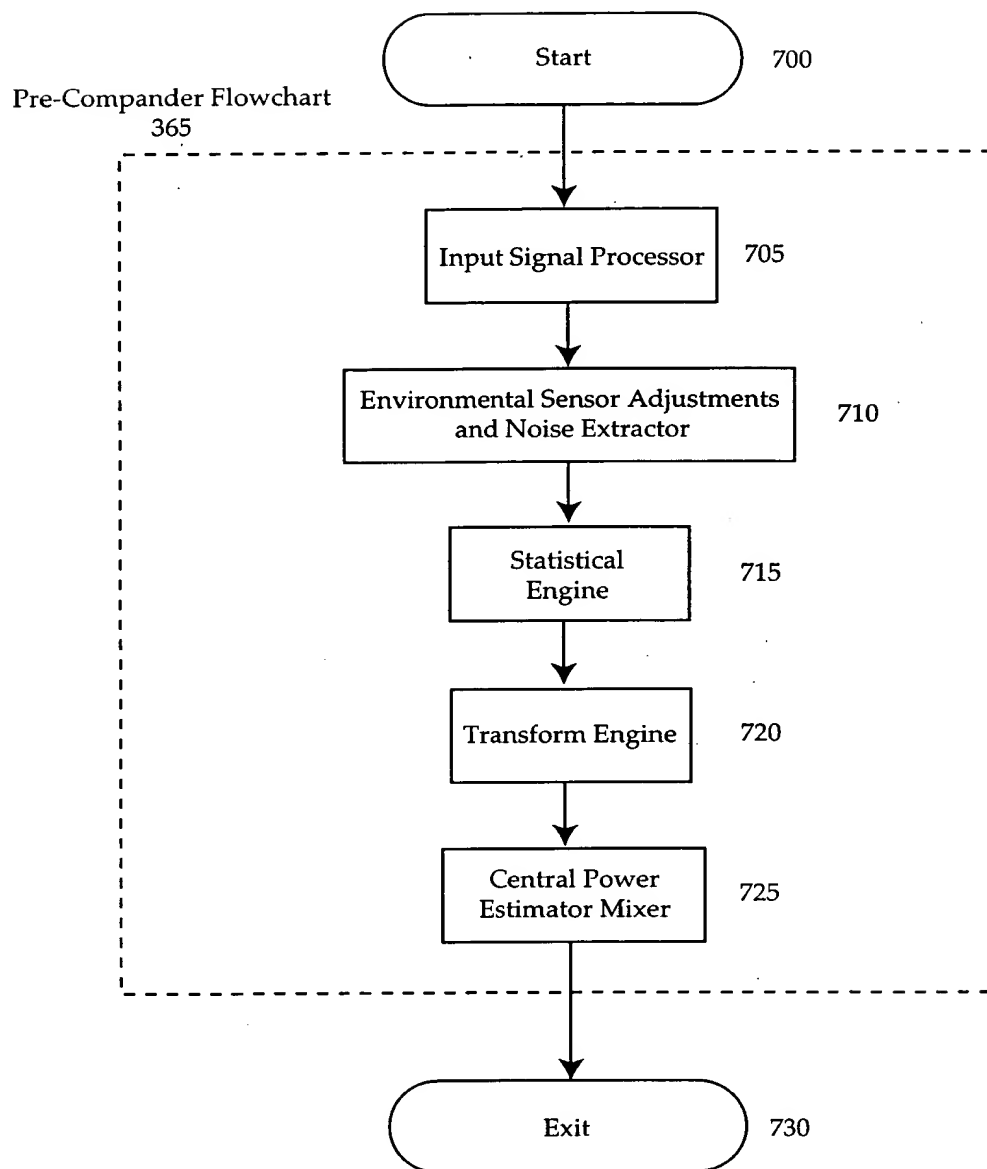 Start
700
Pre-Compander Flowchart
365
Input Signal Processor
705
Environmental Sensor Adjustments
and Noise Extractor
710
Statistical
Engine
715
Transform Engine
720
Central Power
Estimator Mixer
725
Exit
730